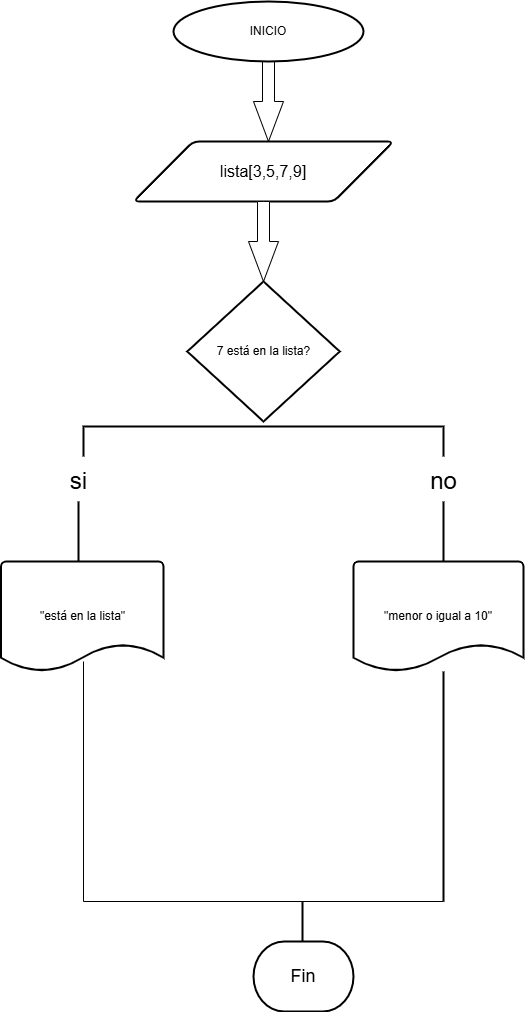 INICIO
lista[3,5,7,9]
7 está en la lista?
si
no
"está en la lista"
"menor o igual a 10"
Fin